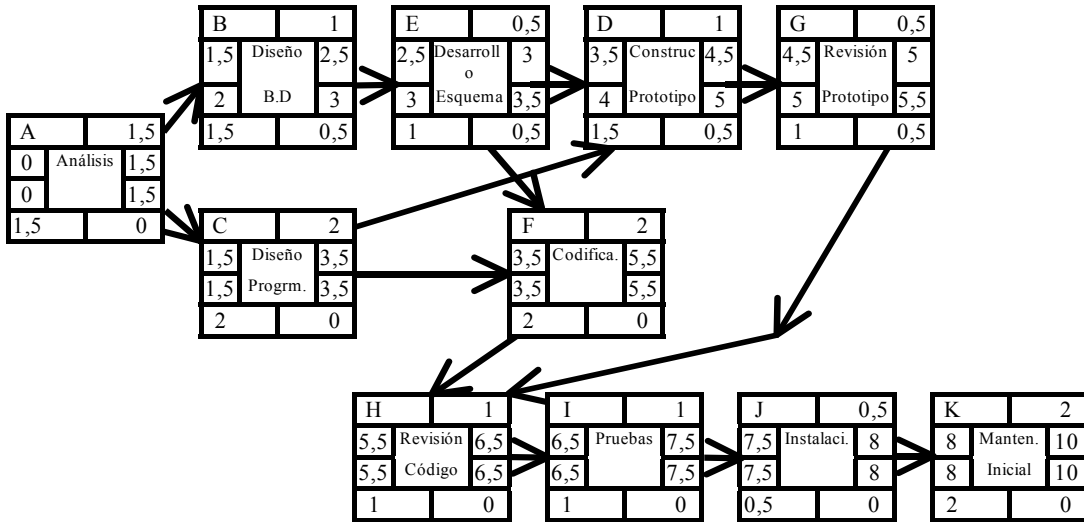 B 1
1,5 Diseño 2,5
2 B.D 3
1,5 0,5
E 0,5
2,5 Desarroll 3
o
3 Esquema 3,5
1 0,5
D 1
3,5 Construc 4,5
4 Prototipo 5
1,5 0,5
G 0,5
4,5 Revisión 5
5 Prototipo 5,5
1 0,5
A 1,5
0 Análisis 1,5
0 1,5
1,5 0
C 2
1,5 Diseño 3,5
1,5 Progrm. 3,5
2 0
F 2
3,5 Codifica. 5,5
3,5 5,5
2 0
H 1
5,5 Revisión 6,5
5,5 Código 6,5
1 0
I 1
6,5 Pruebas 7,5
6,5 7,5
1 0
J 0,5
7,5 Instalaci. 8
7,5 8
0,5 0
K 2
8 Manten. 10
8 Inicial 10
2 0